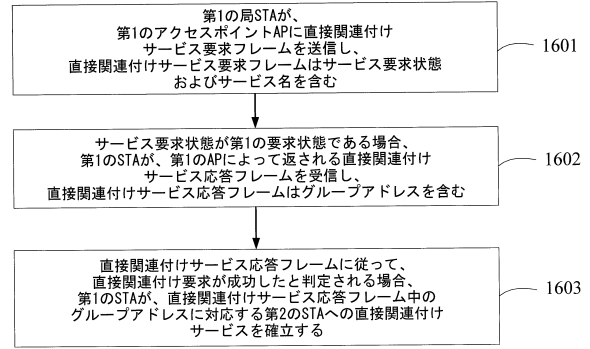 第1の局STAが、
第1のアクセスポイントAPに直接関連付け
サービス要求フレームを送信し、
直接関連付けサービス要求フレームはサービス要求状態
およびサービス名を含む
1601
サービス要求状態が第1の要求状態である場合、
第1のSTAが、第1のAPによって返される直接関連付け
サービス応答フレームを受信し、
直接関連付けサービス応答フレームはグループアドレスを含む
1602
直接関連付けサービス応答フレームに従って、
直接関連付け要求が成功したと判定される場合、
第1のSTAが、直接関連付けサービス応答フレーム中の
グループアドレスに対応する第2のSTAへの直接関連付け
サービスを確立する
1603